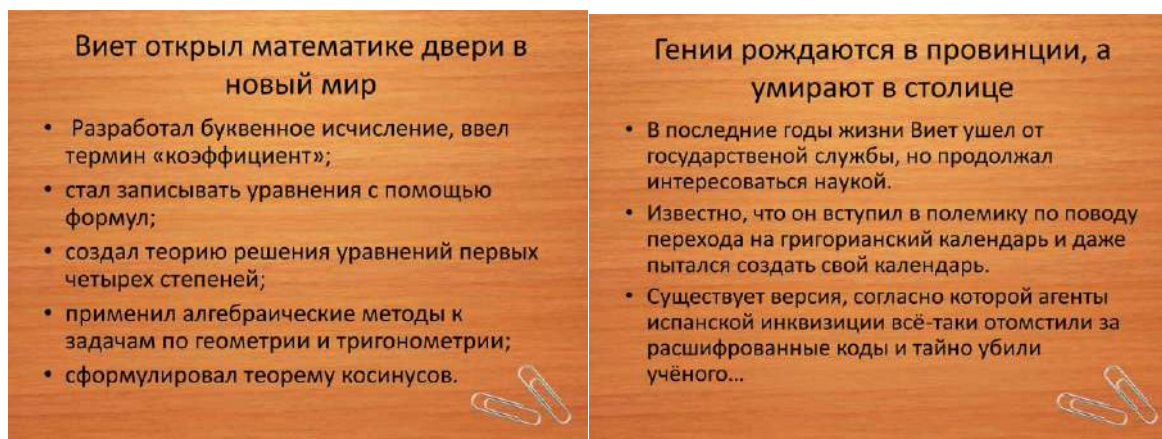 Виет открыл математике двери в
новый мир
• Разработал буквенное исчисление, ввел
термин «коэффициент»;
• стал записывать уравнения с помощью
формул;
• создал теорию решения уравнений первых
четырех степеней;
• применил алгебраические методы к
задачам по геометрии и тригонометрии;
• сформулировал теорему косинусов.
Гении рождаются в провинции, а
умирают в столице
• В последние годы жизни Виет ушел от
государственой службы, но продолжал
интересоваться наукой.
• Известно, что он вступил в полемику по поводу
перехода на григорианский календарь и даже
пытался создать свой календарь.
• Существует версия, согласно которой агенты
испанской инквизиции всё-таки отомстили за
расшифрованные коды и тайно убили
учёного…